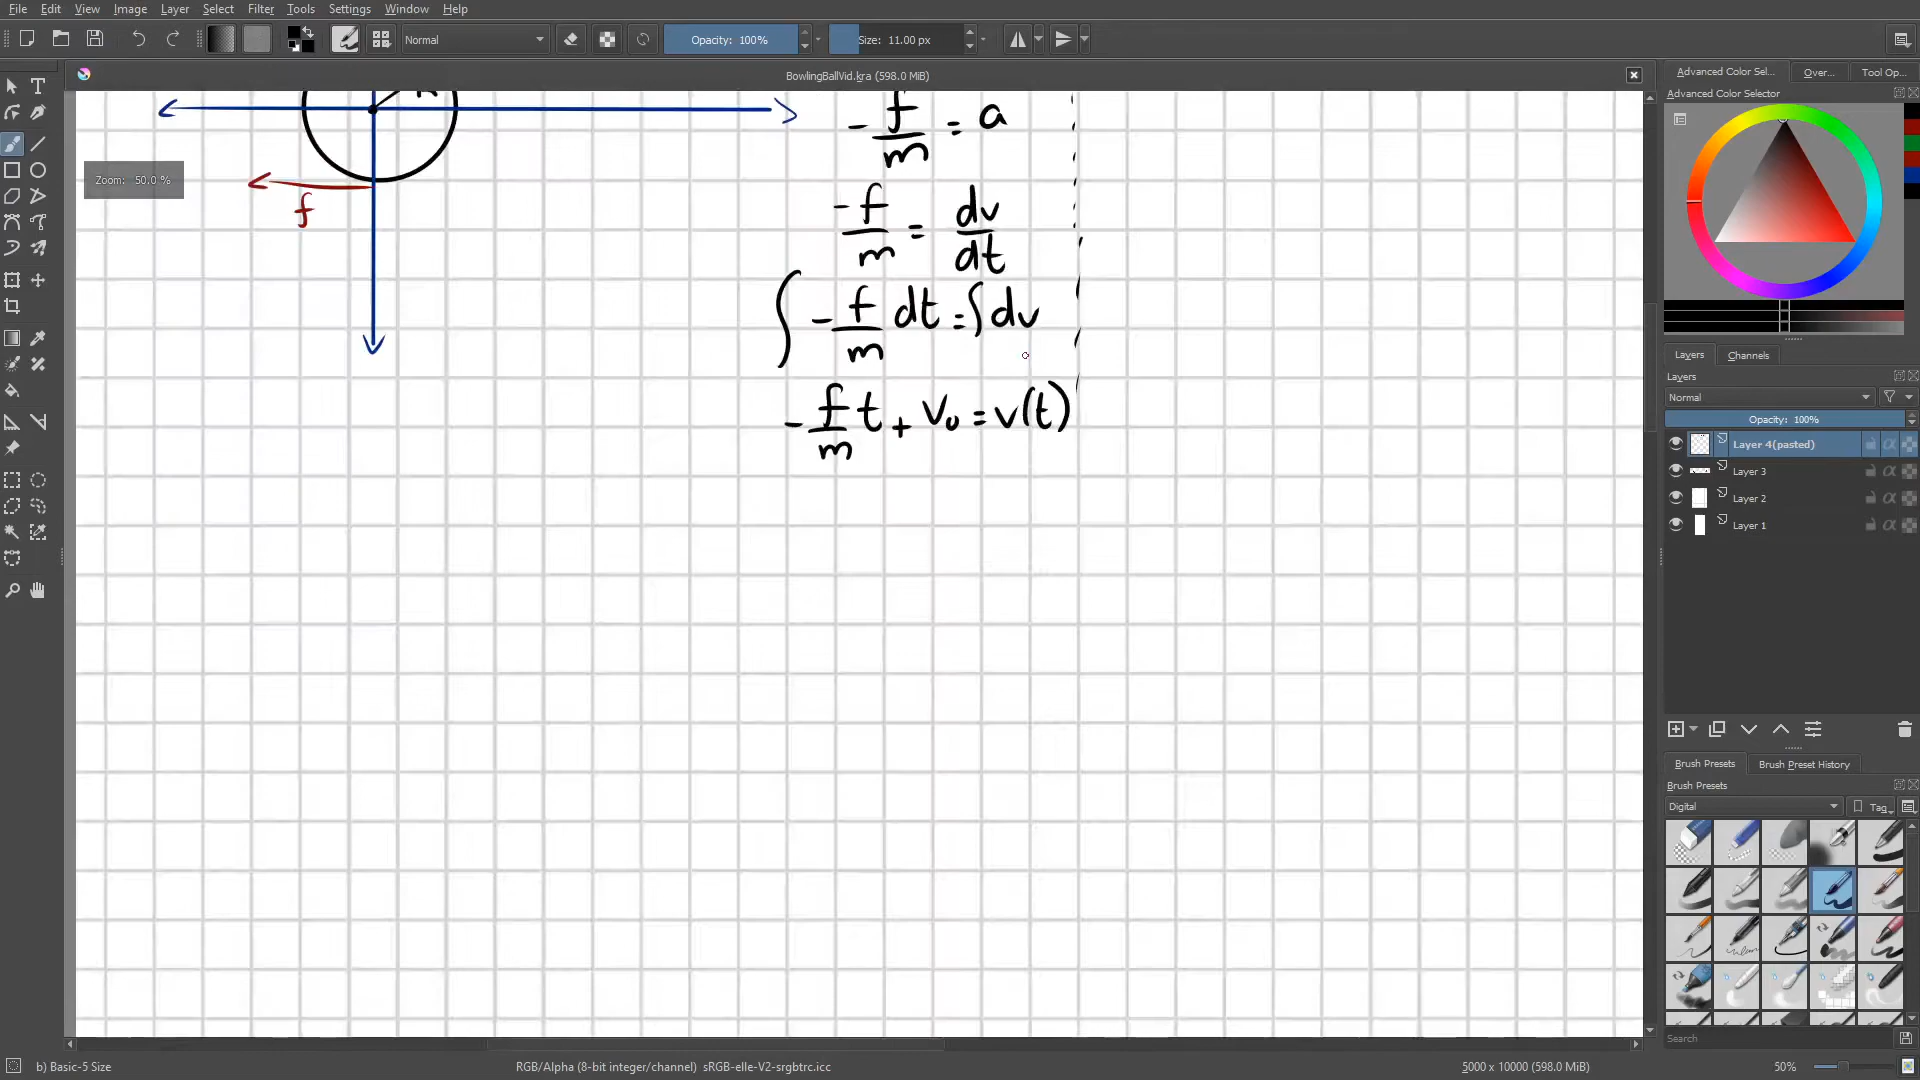 File Edit View Image Layer Select Filter Tools Settings Window Help
Normal Opacity: 100% Size: 11.00 px
BowlingBallVid.kra (598.0 MiB)
Advanced Color Sel... Over... Tool Op...
Advanced Color Selector
Zoom: 50.0 %
f
- f/m = a
-f/m = dv/dt
∫ - f/m dt = ∫ dv
- f/m t + v₀ = v(t)
Layers Channels
Layers
Normal
Opacity: 100%
Layer 4(pasted)
Layer 3
Layer 2
Layer 1
Brush Presets Brush Preset History
Brush Presets
Digital Tag
Search
b) Basic-5 Size RGB/Alpha (8-bit integer/channel) sRGB-elle-V2-srgbtrc.icc 5000 x 10000 (598.0 MiB) 50%